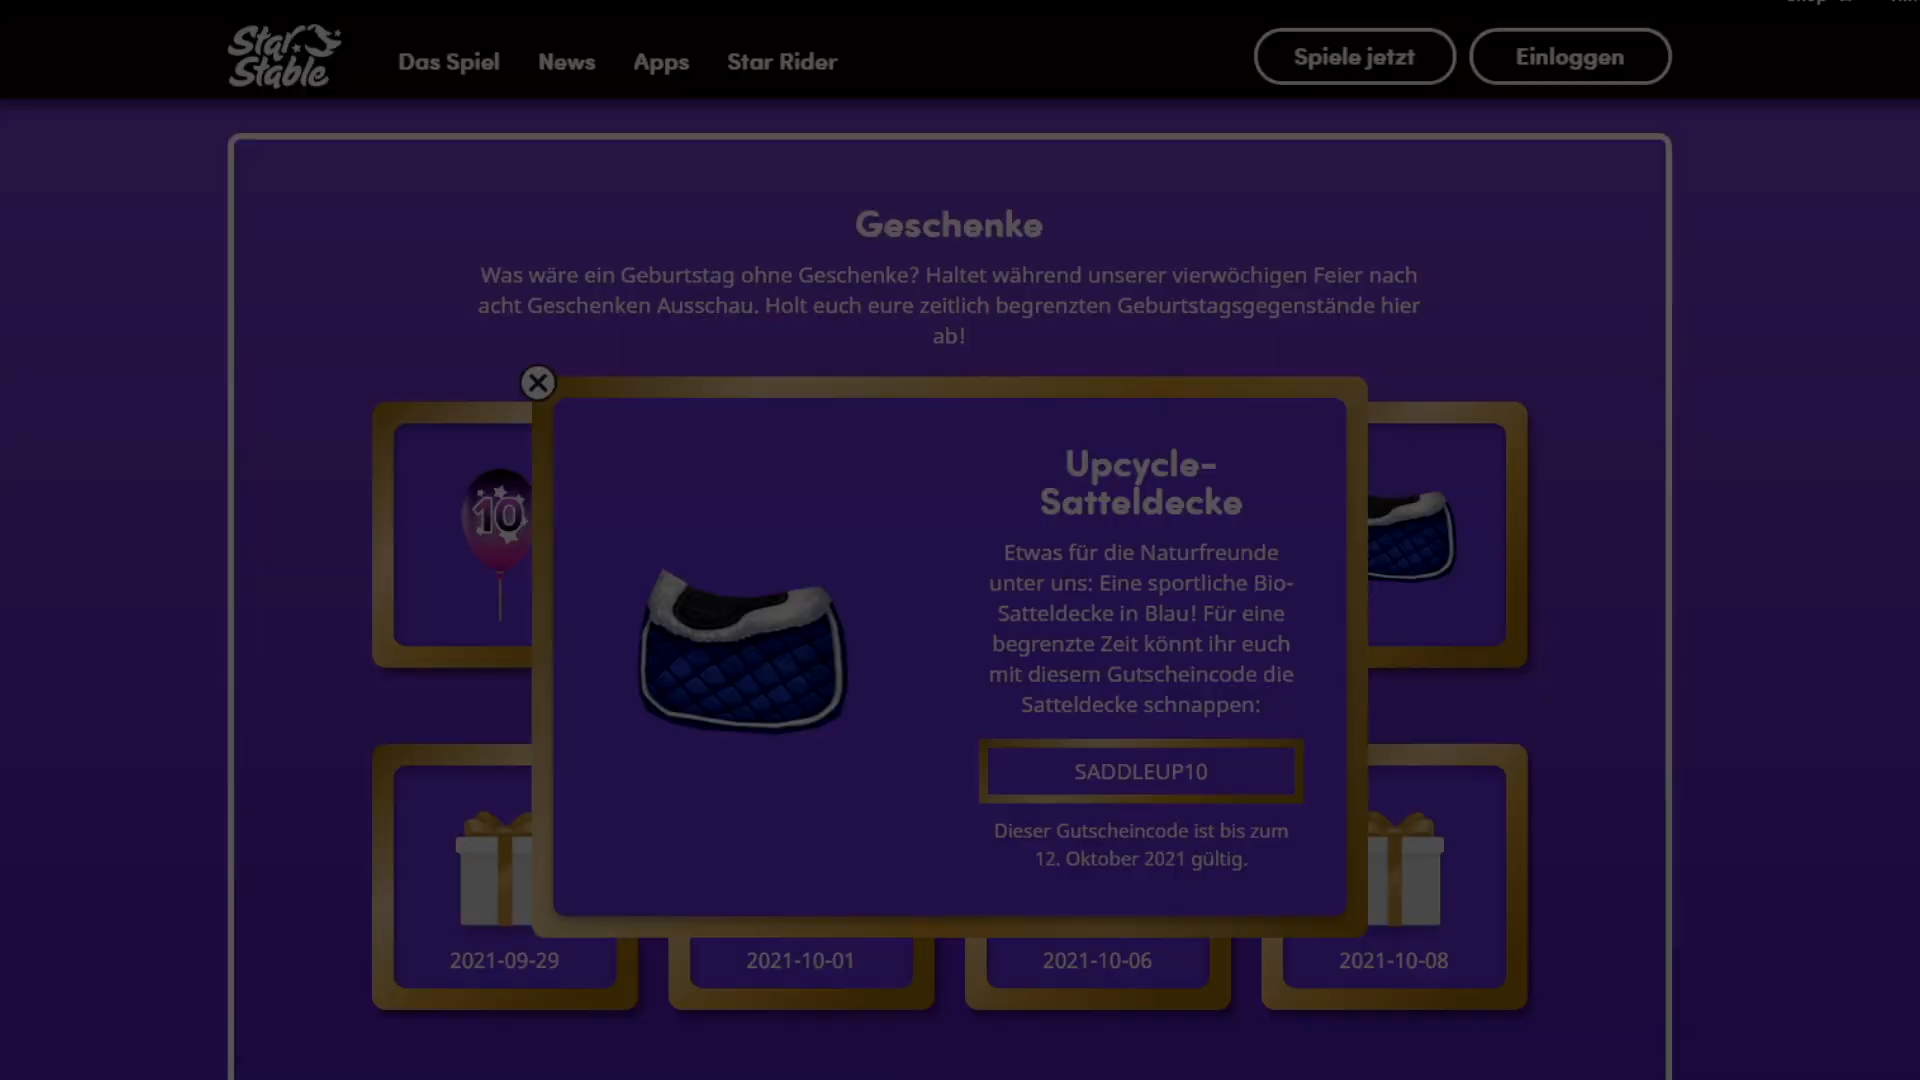 Star
Stable
Das Spiel
News
Apps
Star Rider
Spiele jetzt
Einloggen
Geschenke
Was wäre ein Geburtstag ohne Geschenke? Haltet während unserer vierwöchigen Feier nach
acht Geschenken Ausschau. Holt euch eure zeitlich begrenzten Geburtstagsgegenstände hier
ab!
10
Upcycle-
Satteldecke
Etwas für die Naturfreunde
unter uns: Eine sportliche Bio-
Satteldecke in Blau! Für eine
begrenzte Zeit könnt ihr euch
mit diesem Gutscheincode die
Satteldecke schnappen:
SADDLEUP10
Dieser Gutscheincode ist bis zum
12. Oktober 2021 gültig.
2021-09-29
2021-10-01
2021-10-06
2021-10-08